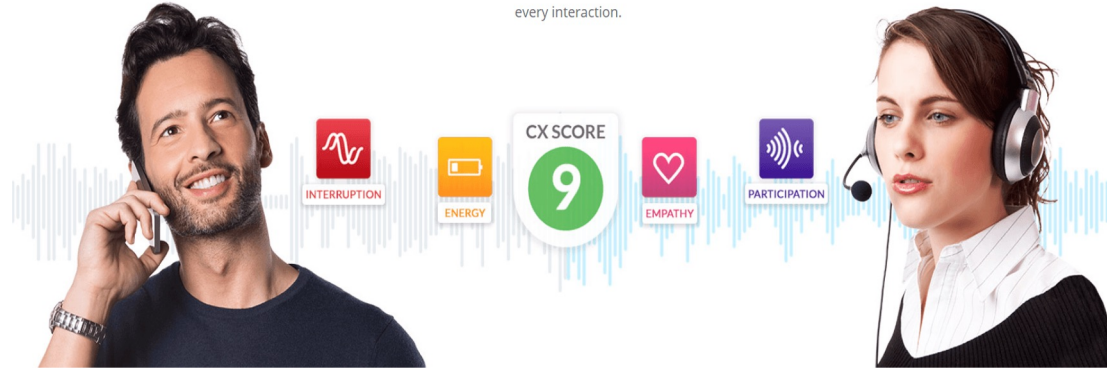 every interaction.
CX SCORE
9
INTERRUPTION
ENERGY
EMPATHY
PARTICIPATION